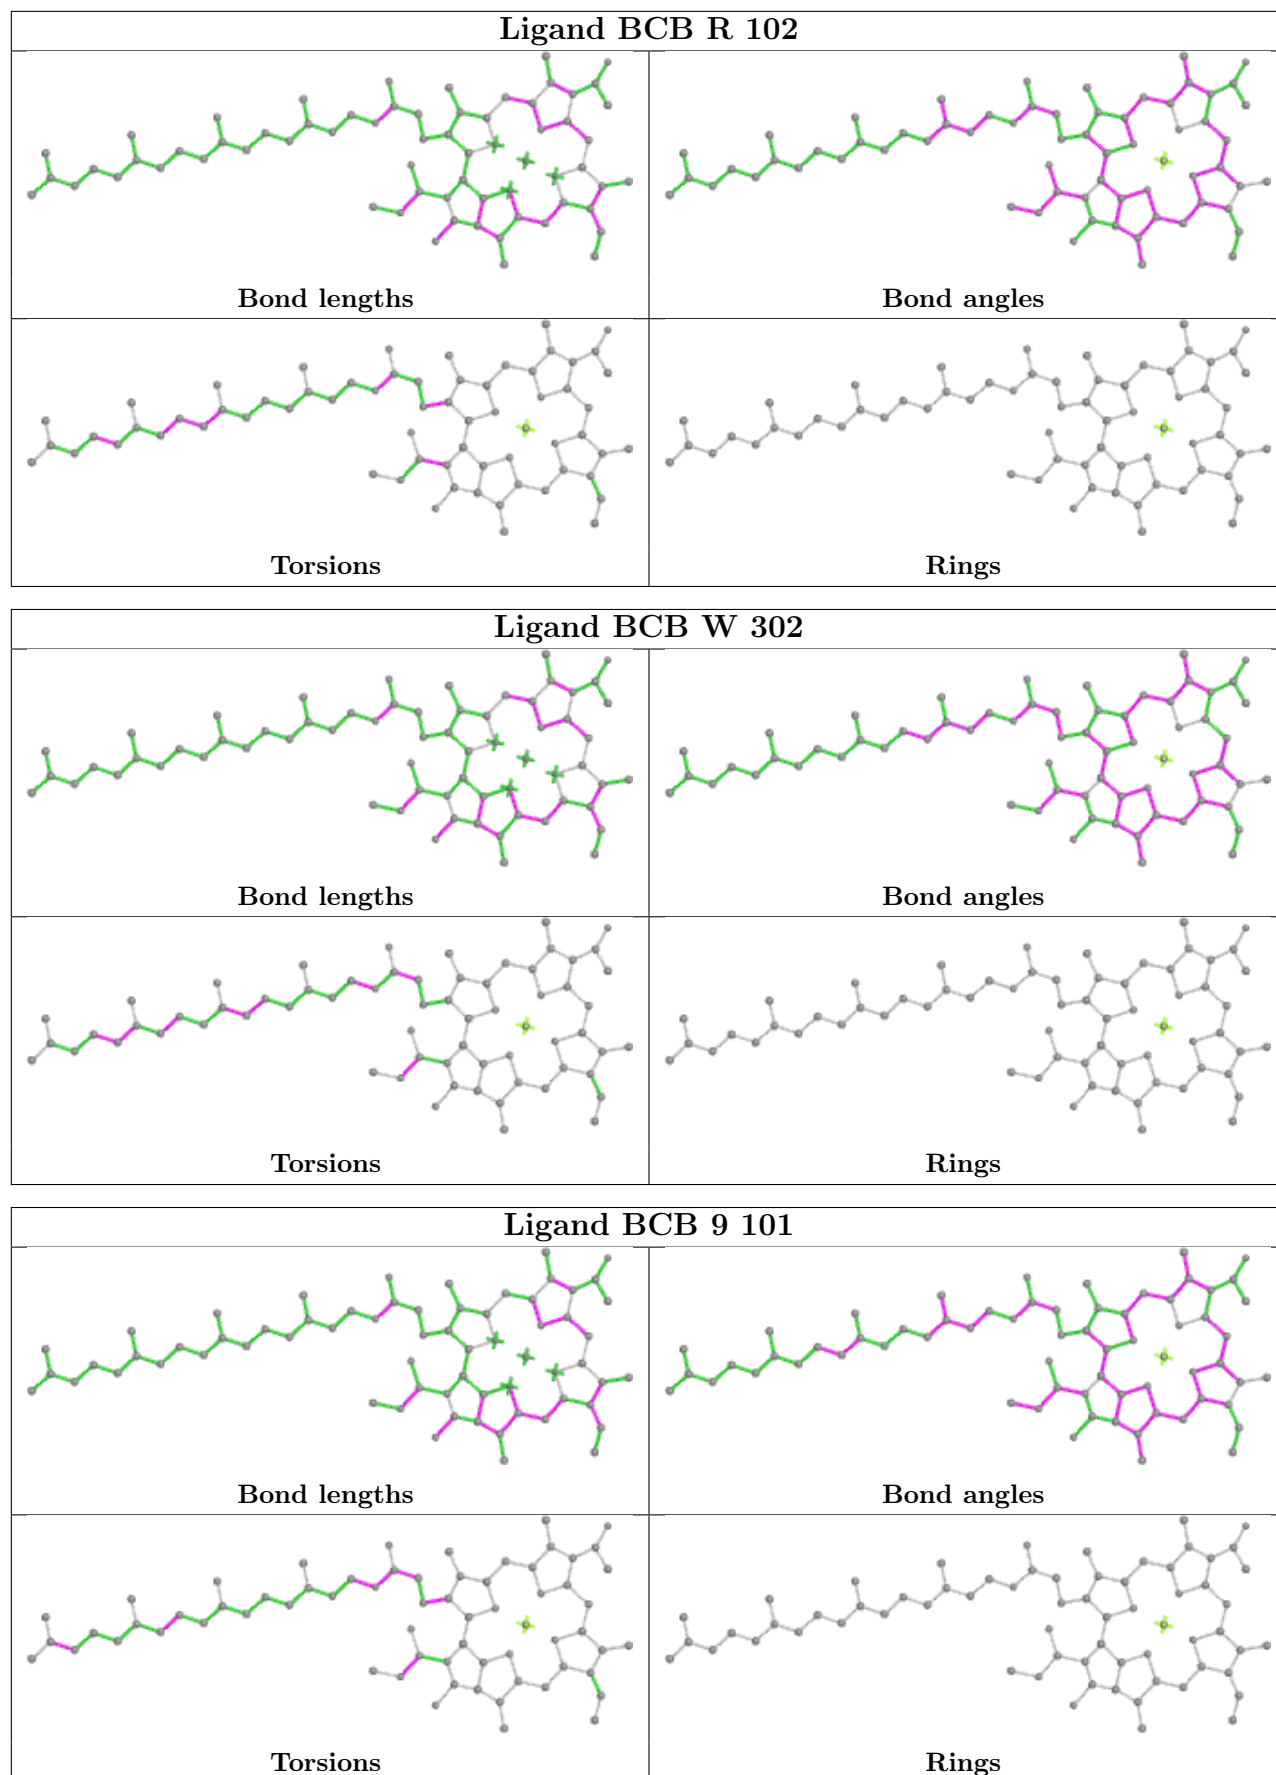 Ligand BCB R 102
Bond lengths
Bond angles
Torsions
Rings
Ligand BCB W 302
Bond lengths
Bond angles
Torsions
Rings
Ligand BCB 9 101
Bond lengths
Bond angles
Torsions
Rings